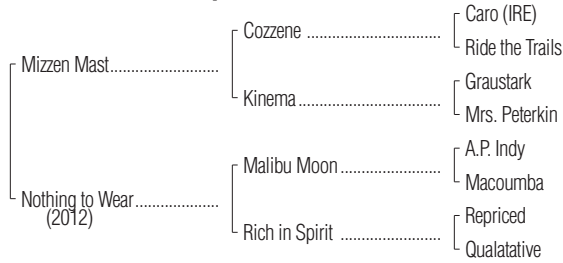 Caro (IRE)
Cozzene ..............................
Ride the Trails
Mizzen Mast........................
Graustark
Kinema ................................
Mrs. Peterkin
A.P. Indy
Malibu Moon ......................
Macoumba
Nothing to Wear..................
(2012)
Repriced
Rich in Spirit ......................
Qualatative